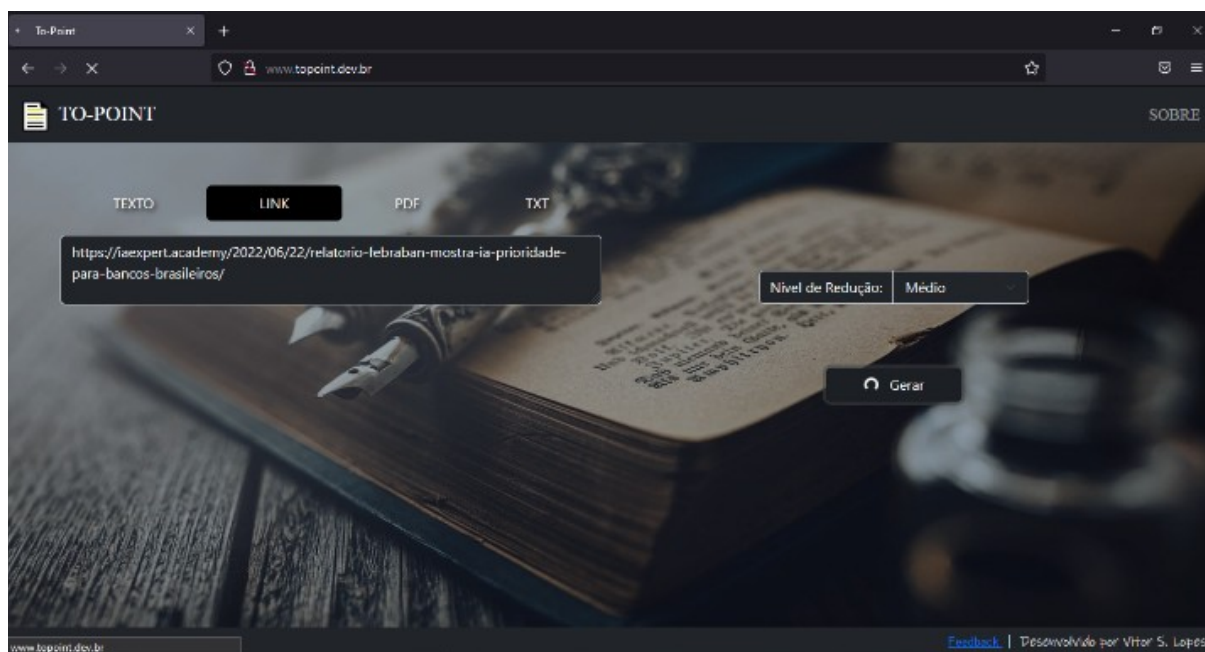 To-Point
www.topoint.dev.br
TO-POINT
SOBRE
TEXTO
LINK
PDF
TXT
https://iaexpert.academy/2022/06/22/relatorio-febraban-mostra-ia-prioridade-
para-bancos-brasileiros/
Nível de Redução:
Médio
Gerar
www.topoint.dev.br
Feedback | Desenvolvido por Vitor S. Lopes